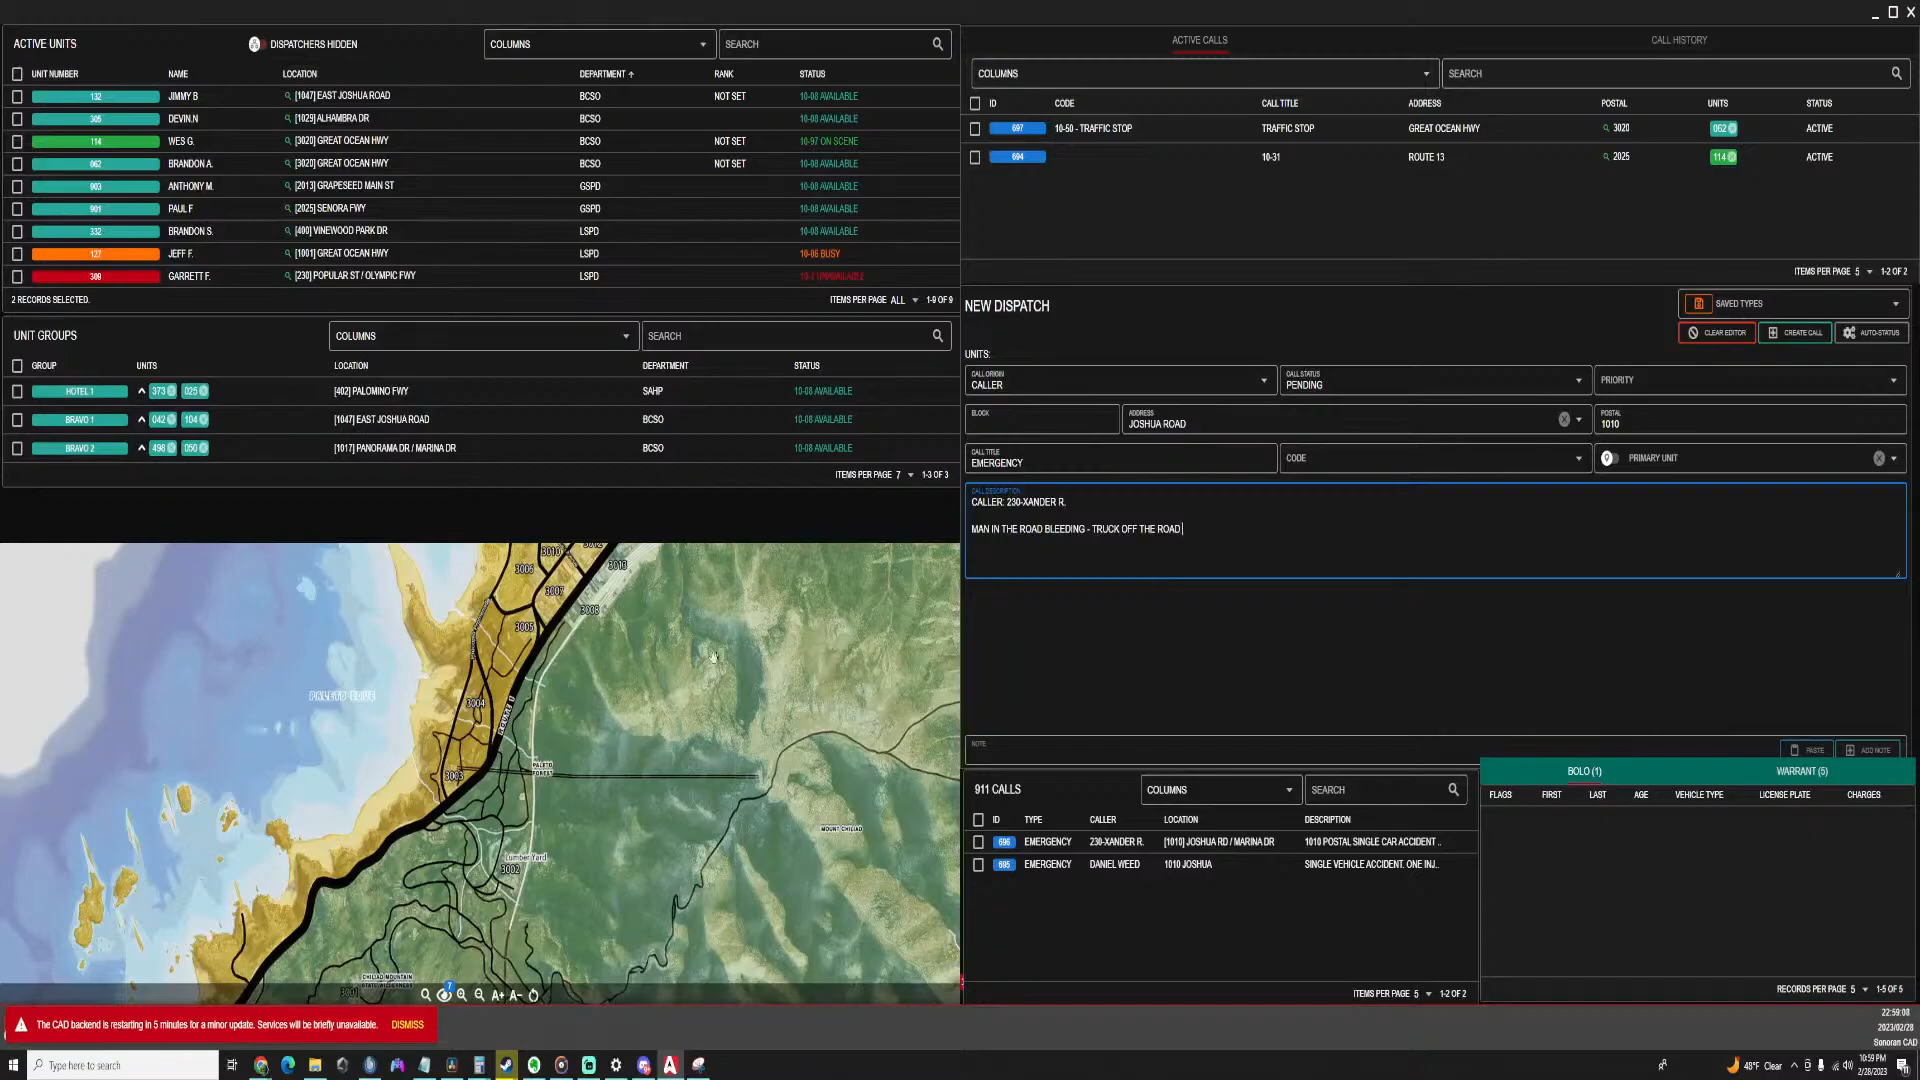 ACTIVE UNITS
DISPATCHERS HIDDEN
COLUMNS
SEARCH
UNIT NUMBER NAME LOCATION DEPARTMENT RANK STATUS
132 JIMMY B [1047] EAST JOSHUA ROAD BCSO NOT SET 10-08 AVAILABLE
305 DEVIN.N [1029] ALHAMBRA DR BCSO 10-08 AVAILABLE
114 WES G. [3020] GREAT OCEAN HWY BCSO NOT SET 10-97 ON SCENE
062 BRANDON A. [3020] GREAT OCEAN HWY BCSO NOT SET 10-08 AVAILABLE
903 ANTHONY M. [2013] GRAPESEED MAIN ST GSPD 10-08 AVAILABLE
901 PAUL F [2025] SENORA FWY GSPD 10-08 AVAILABLE
332 BRANDON S. [400] VINEWOOD PARK DR LSPD 10-08 AVAILABLE
127 JEFF F. [1001] GREAT OCEAN HWY LSPD 10-06 BUSY
309 GARRETT F. [230] POPULAR ST / OLYMPIC FWY LSPD
2 RECORDS SELECTED.
ITEMS PER PAGE ALL 1-9 OF 9
UNIT GROUPS
COLUMNS
SEARCH
GROUP UNITS LOCATION DEPARTMENT STATUS
HOTEL 1 373 025 [402] PALOMINO FWY SAHP 10-08 AVAILABLE
BRAVO 1 042 104 [1047] EAST JOSHUA ROAD BCSO 10-08 AVAILABLE
BRAVO 2 498 050 [1017] PANORAMA DR / MARINA DR BCSO 10-08 AVAILABLE
ITEMS PER PAGE 7 1-3 OF 3
3010
3012
3013
3006
3007
3008
3005
PALETO COVE
3004
3003
PALETO FOREST
MOUNT CHILIAD
Lumber Yard
3002
CHILIAD MOUNTAIN STATE WILDERNESS
3001
7
A+ A-
The CAD backend is restarting in 5 minutes for a minor update. Services will be briefly unavailable. DISMISS
ACTIVE CALLS
CALL HISTORY
COLUMNS
SEARCH
ID CODE CALL TITLE ADDRESS POSTAL UNITS STATUS
697 10-50 - TRAFFIC STOP TRAFFIC STOP GREAT OCEAN HWY 3020 062 ACTIVE
694 10-31 ROUTE 13 2025 114 ACTIVE
ITEMS PER PAGE 5 1-2 OF 2
NEW DISPATCH
SAVED TYPES
CLEAR EDITOR
CREATE CALL
AUTO-STATUS
UNITS:
CALL ORIGIN
CALLER
CALL STATUS
PENDING
PRIORITY
BLOCK
ADDRESS
JOSHUA ROAD
POSTAL
1010
CALL TITLE
EMERGENCY
CODE
PRIMARY UNIT
CALL DESCRIPTION
CALLER: 230-XANDER R.
MAN IN THE ROAD BLEEDING - TRUCK OFF THE ROAD
NOTE
PASTE
ADD NOTE
911 CALLS
COLUMNS
SEARCH
ID TYPE CALLER LOCATION DESCRIPTION
696 EMERGENCY 230-XANDER R. [1010] JOSHUA RD / MARINA DR 1010 POSTAL SINGLE CAR ACCIDENT ..
695 EMERGENCY DANIEL WEED 1010 JOSHUA SINGLE VEHICLE ACCIDENT. ONE INJ..
ITEMS PER PAGE 5 1-2 OF 2
BOLO (1)
WARRANT (5)
FLAGS FIRST LAST AGE VEHICLE TYPE LICENSE PLATE CHARGES
RECORDS PER PAGE 5 1-5 OF 5
22:59:08
2023/02/28
Sonoran CAD
Type here to search
48°F Clear
10:59 PM
2/28/2023